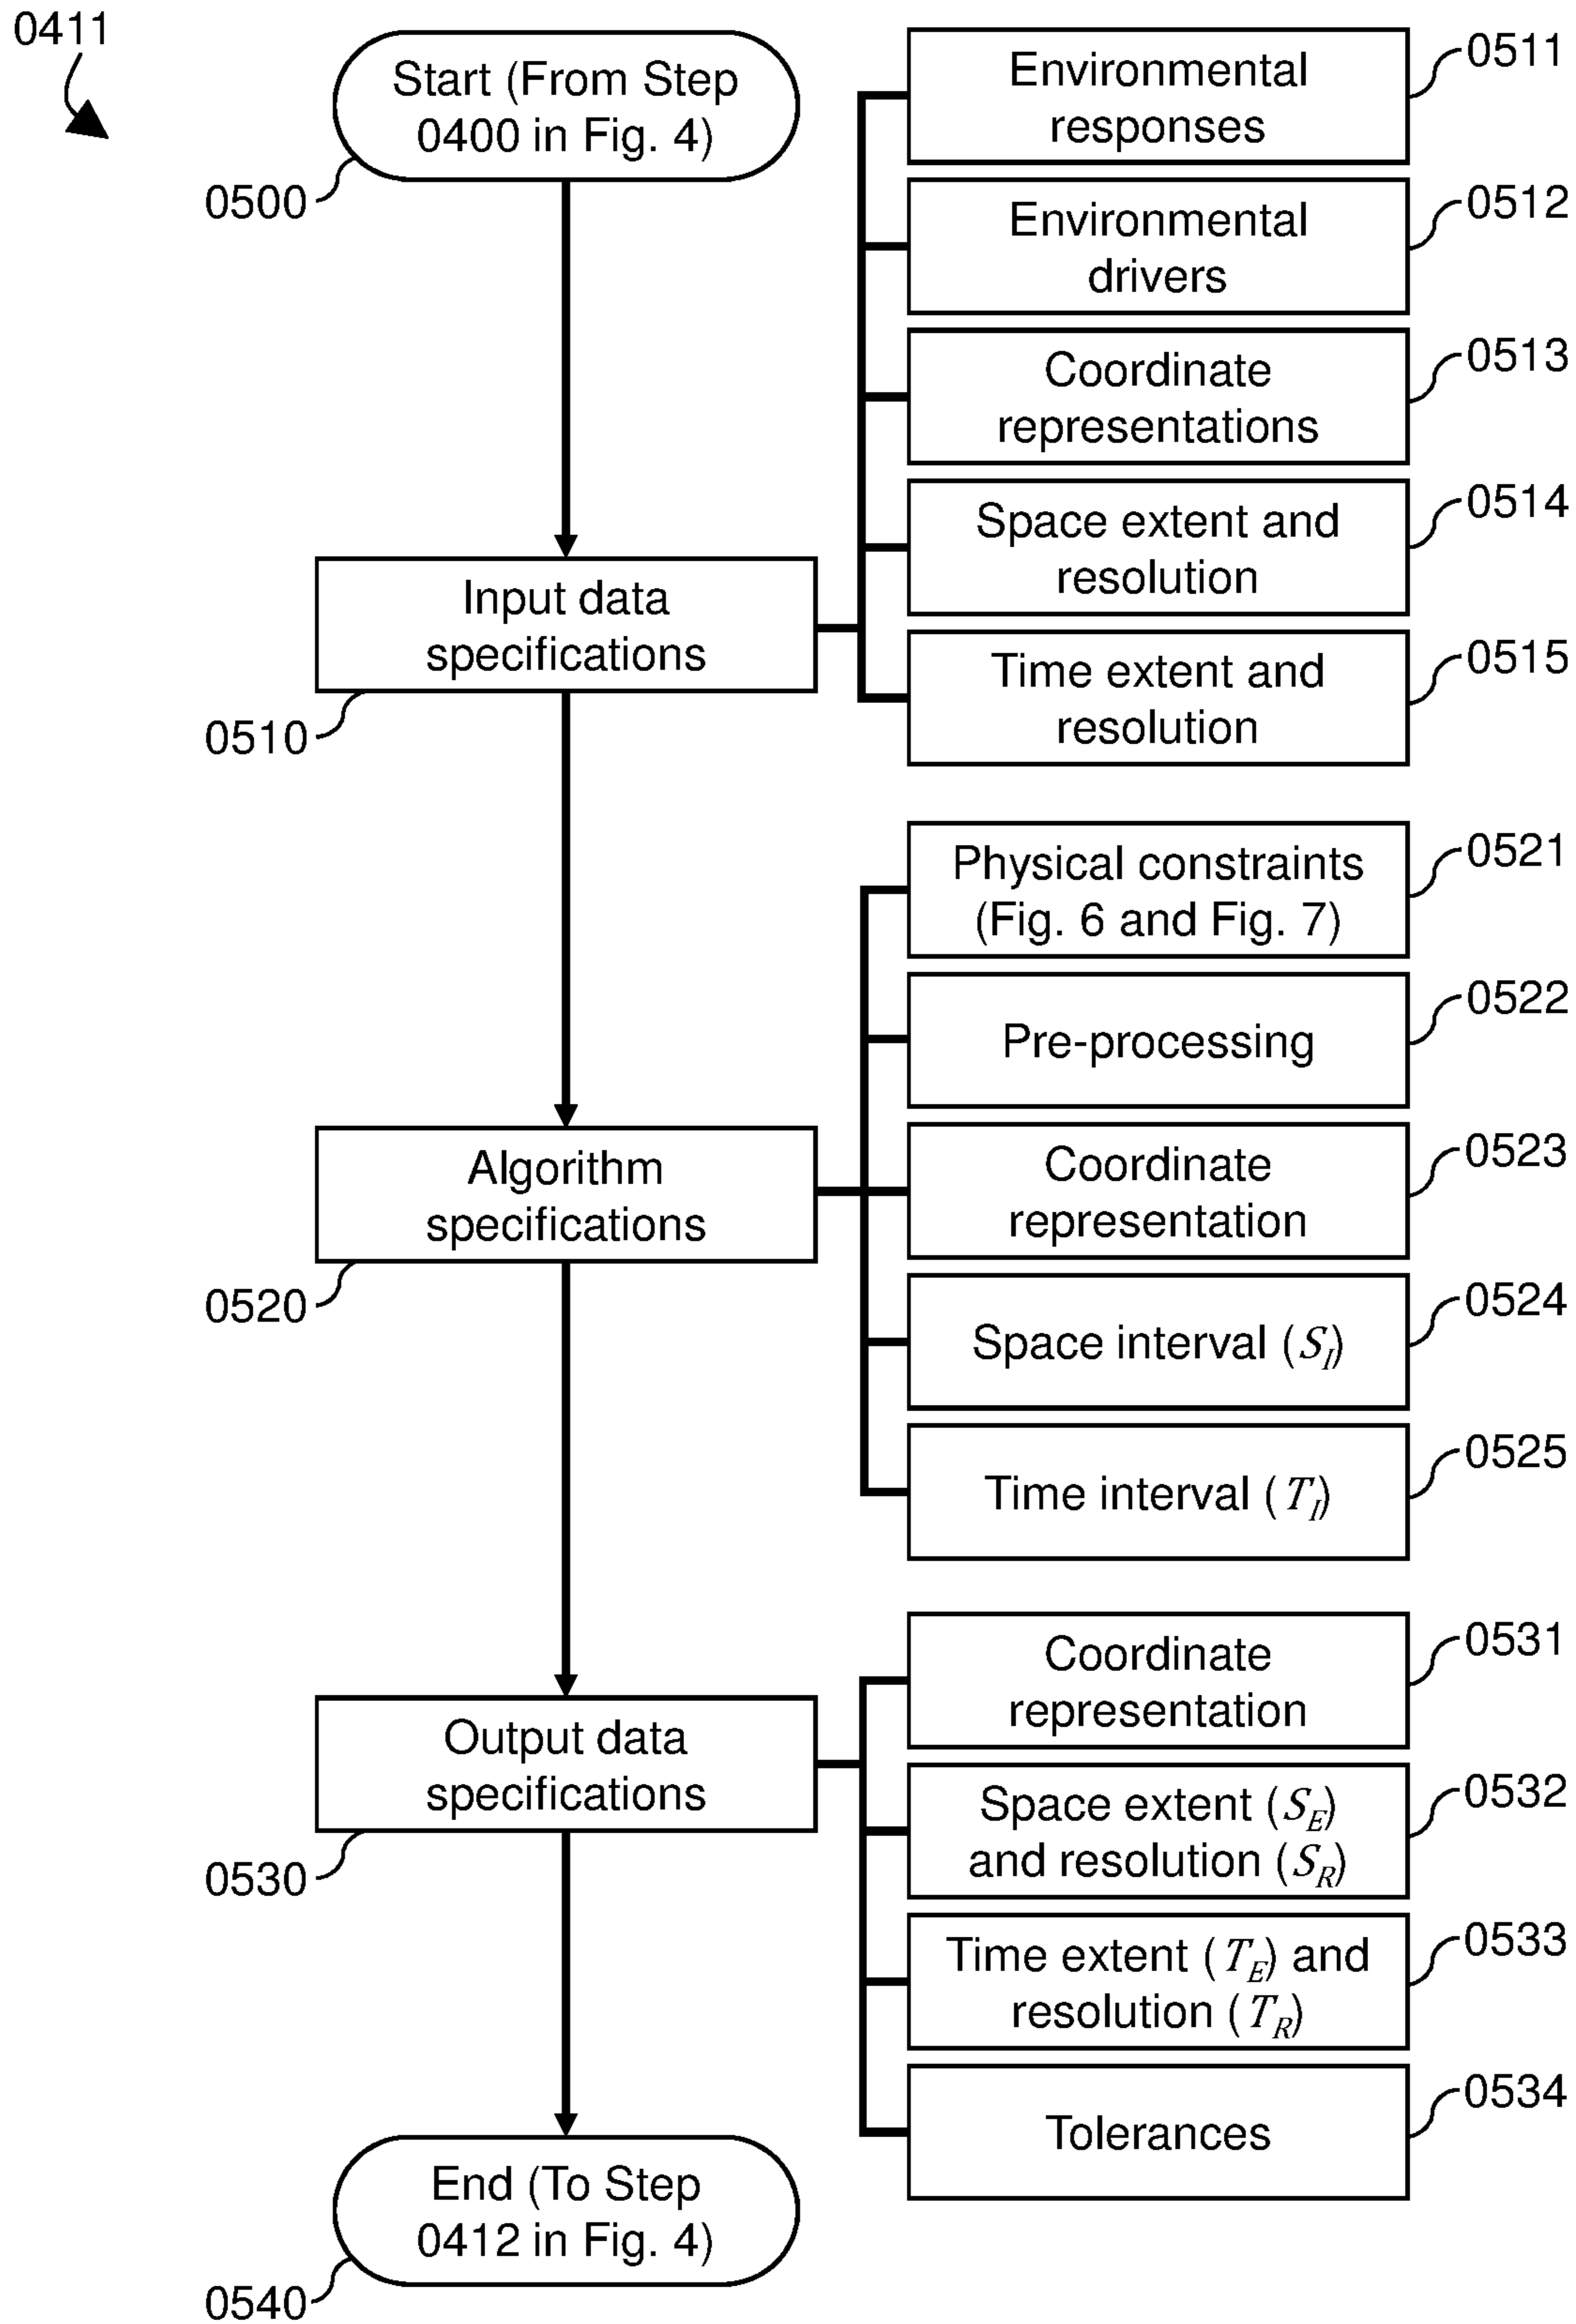 0411
Start (From Step
0400 in Fig. 4)
0500
Environmental
responses
0511
Environmental
drivers
0512
Coordinate
representations
0513
Space extent and
resolution
0514
Time extent and
resolution
0515
Input data
specifications
0510
Physical constraints
(Fig. 6 and Fig. 7)
0521
Pre-processing
0522
Coordinate
representation
0523
Space interval (S_I)
0524
Time interval (T_I)
0525
Algorithm
specifications
0520
Coordinate
representation
0531
Space extent (S_E)
and resolution (S_R)
0532
Time extent (T_E) and
resolution (T_R)
0533
Tolerances
0534
Output data
specifications
0530
End (To Step
0412 in Fig. 4)
0540